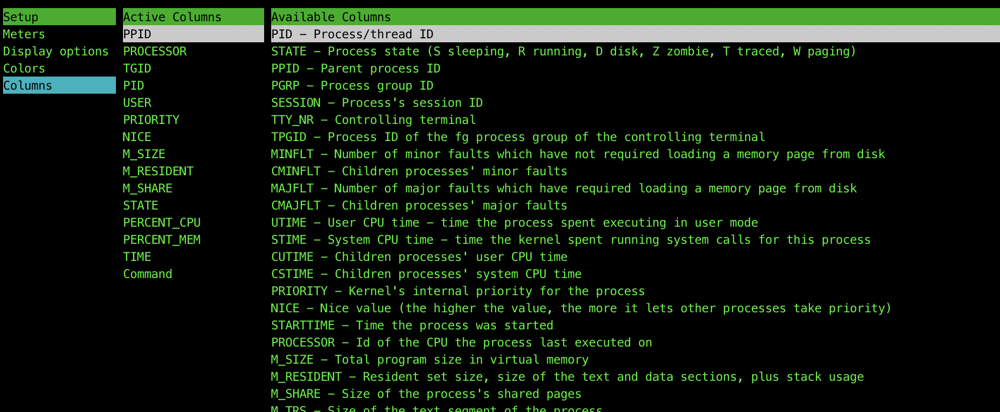 Setup
Meters
Display options
Colors
Columns
Active Columns
PPID
PROCESSOR
TGID
PID
USER
PRIORITY
NICE
M_SIZE
M_RESIDENT
M_SHARE
STATE
PERCENT_CPU
PERCENT_MEM
TIME
Command
Available Columns
PID – Process/thread ID
STATE – Process state (S sleeping, R running, D disk, Z zombie, T traced, W paging)
PPID – Parent process ID
PGRP – Process group ID
SESSION – Process's session ID
TTY_NR – Controlling terminal
TPGID – Process ID of the fg process group of the controlling terminal
MINFLT – Number of minor faults which have not required loading a memory page from disk
CMINFLT – Children processes' minor faults
MAJFLT – Number of major faults which have required loading a memory page from disk
CMAJFLT – Children processes' major faults
UTIME – User CPU time – time the process spent executing in user mode
STIME – System CPU time – time the kernel spent running system calls for this process
CUTIME – Children processes' user CPU time
CSTIME – Children processes' system CPU time
PRIORITY – Kernel's internal priority for the process
NICE – Nice value (the higher the value, the more it lets other processes take priority)
STARTTIME – Time the process was started
PROCESSOR – Id of the CPU the process last executed on
M_SIZE – Total program size in virtual memory
M_RESIDENT – Resident set size, size of the text and data sections, plus stack usage
M_SHARE – Size of the process's shared pages
M_TRS – Size of the text segment of the process